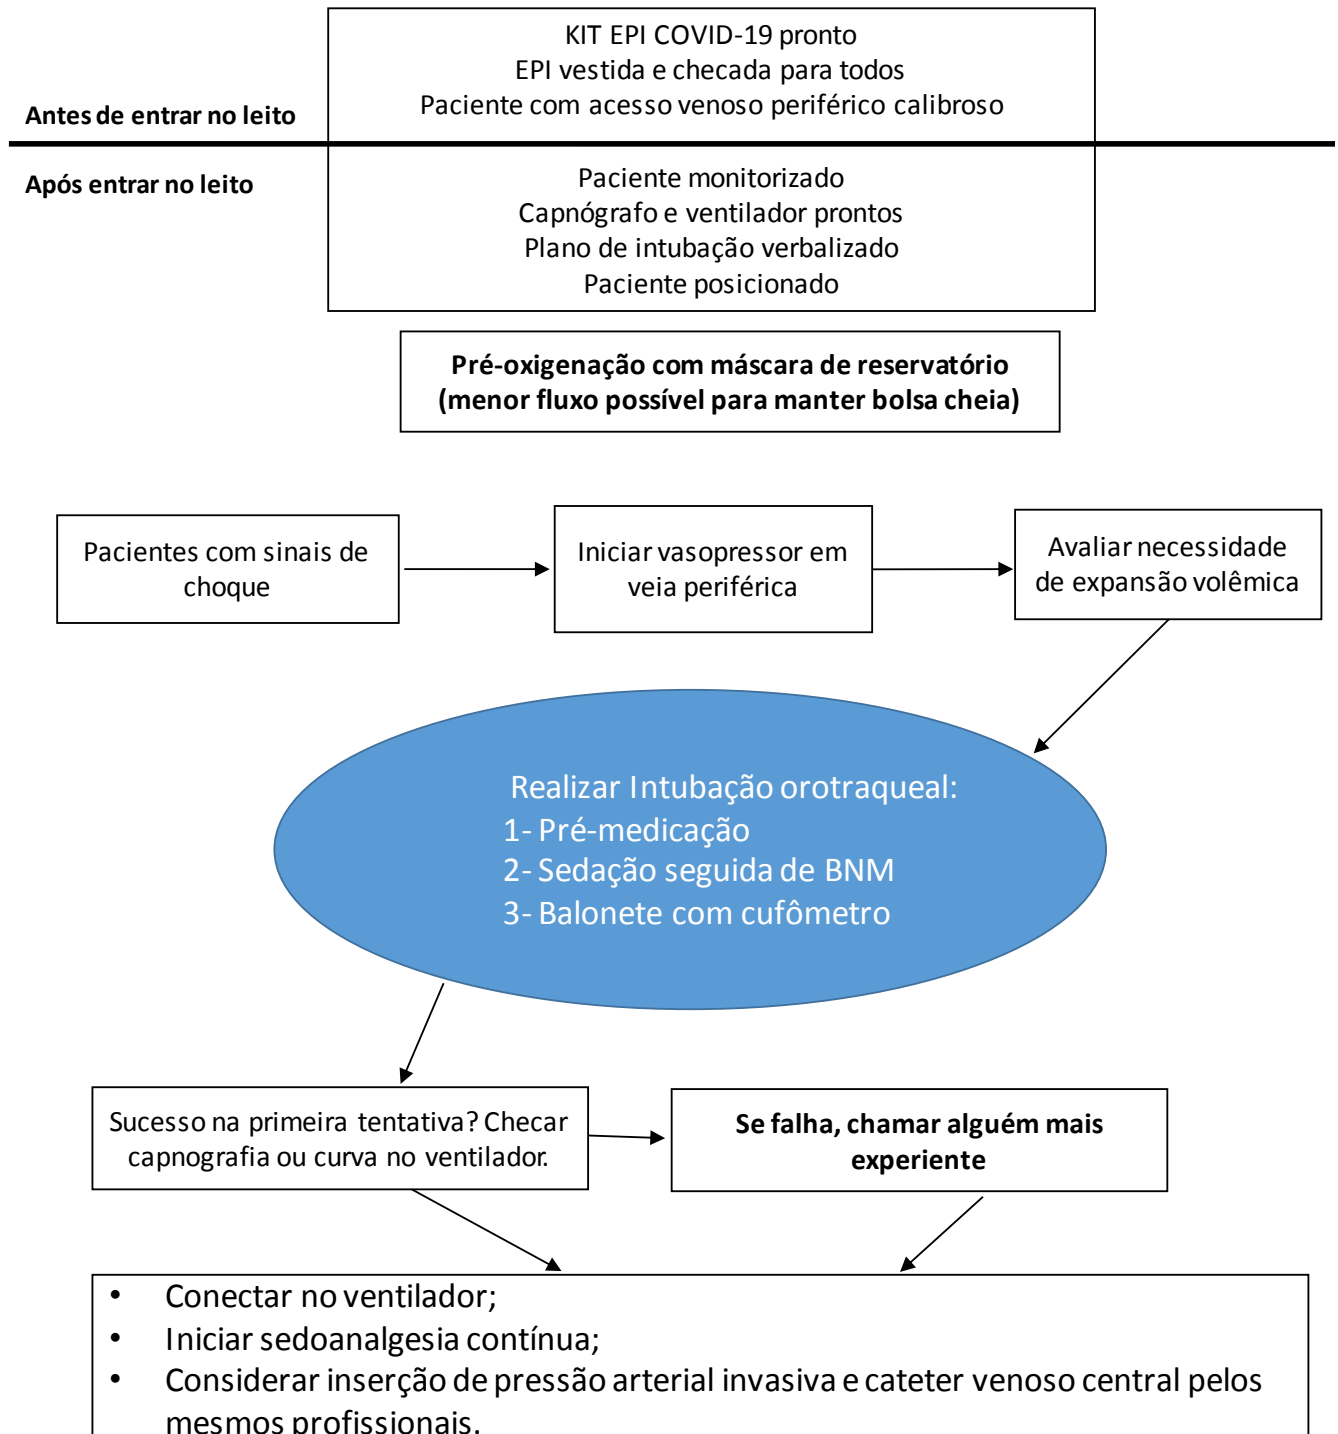 KIT EPI COVID-19 pronto
EPI vestida e checada para todos
Paciente com acesso venoso periférico calibroso
Antes de entrar no leito
Após entrar no leito
Paciente monitorizado
Capnógrafo e ventilador prontos
Plano de intubação verbalizado
Paciente posicionado
Pré-oxigenação com máscara de reservatório
(menor fluxo possível para manter bolsa cheia)
Pacientes com sinais de
choque
Iniciar vasopressor em
veia periférica
Avaliar necessidade
de expansão volêmica
Realizar Intubação orotraqueal:
1- Pré-medicação
2- Sedação seguida de BNM
3- Balonete com cufômetro
Sucesso na primeira tentativa? Checar
capnografia ou curva no ventilador.
Se falha, chamar alguém mais
experiente
• Conectar no ventilador;
• Iniciar sedoanalgesia contínua;
• Considerar inserção de pressão arterial invasiva e cateter venoso central pelos
mesmos profissionais.